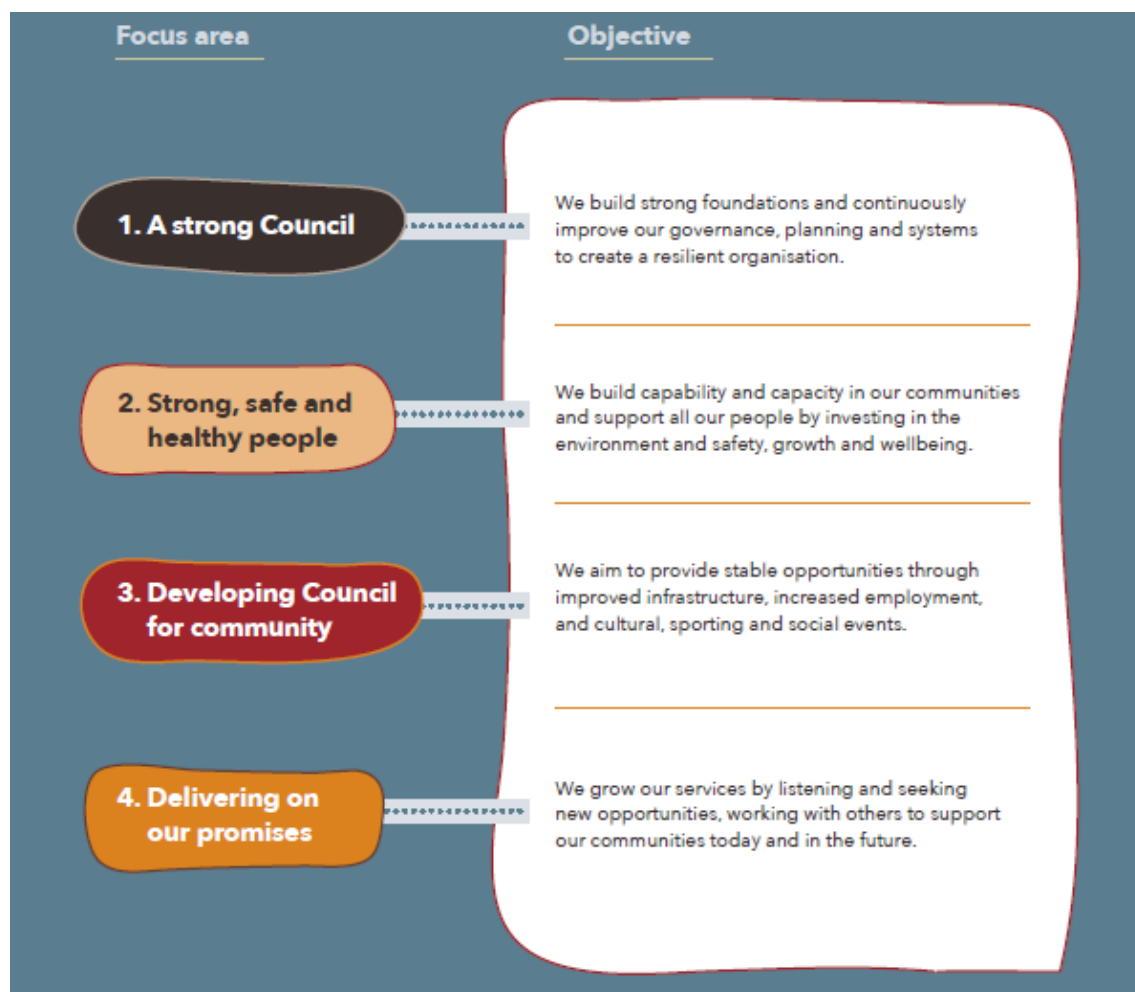 Focus area
Objective
1. A strong Council
We build strong foundations and continuously
improve our governance, planning and systems
to create a resilient organisation.
2. Strong, safe and
healthy people
We build capability and capacity in our communities
and support all our people by investing in the
environment and safety, growth and wellbeing.
3. Developing Council
for community
We aim to provide stable opportunities through
improved infrastructure, increased employment,
and cultural, sporting and social events.
4. Delivering on
our promises
We grow our services by listening and seeking
new opportunities, working with others to support
our communities today and in the future.